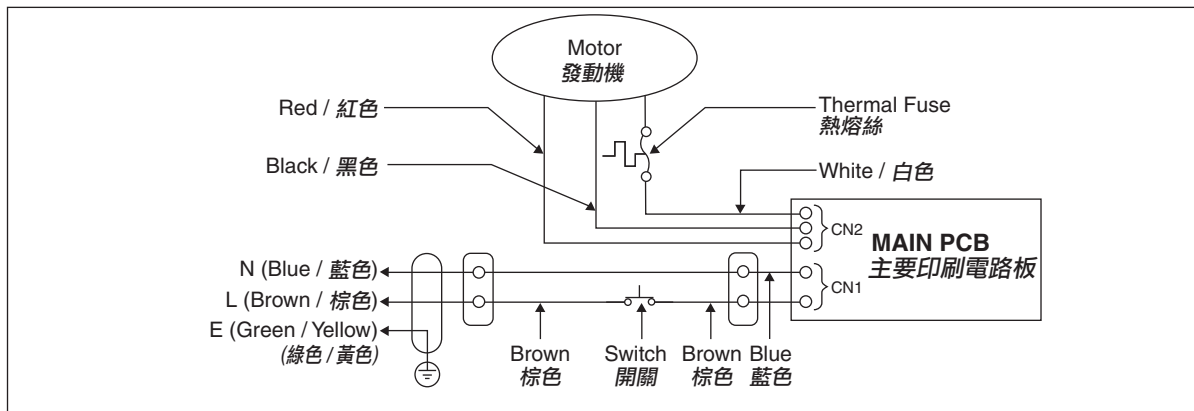 Motor
發動機
Red / 紅色
Thermal Fuse
熱熔絲
Black / 黑色
White / 白色
CN2
MAIN PCB
主要印刷電路板
N (Blue / 藍色)
CN1
L (Brown / 棕色)
E (Green / Yellow)
(綠色 / 黃色)
Brown
棕色
Switch
開關
Brown
棕色
Blue
藍色